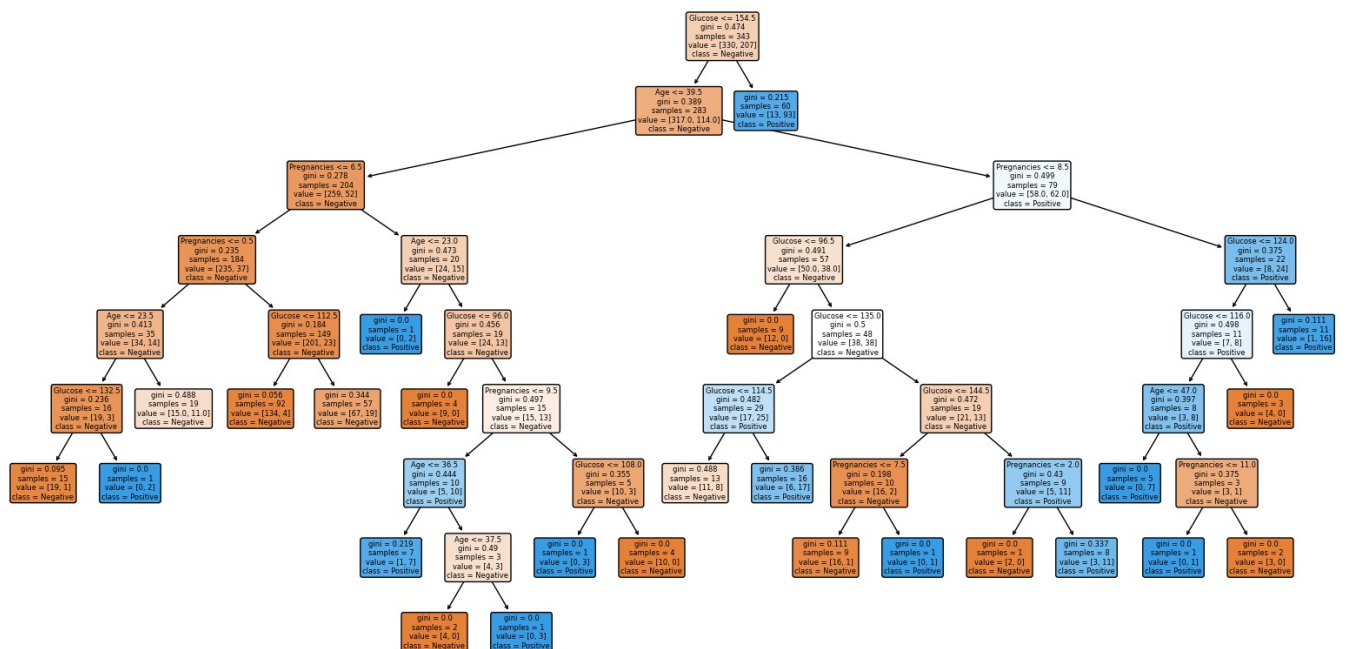 Glucose <= 154.5
gini = 0.474
samples = 343
value = [330, 207]
class = Negative
Age <= 39.5
gini = 0.389
samples = 283
value = [317.0, 114.0]
class = Negative
gini = 0.215
samples = 60
value = [13, 93]
class = Positive
Pregnancies <= 6.5
gini = 0.278
samples = 204
value = [259, 52]
class = Negative
Pregnancies <= 8.5
gini = 0.499
samples = 79
value = [58.0, 62.0]
class = Positive
Pregnancies <= 0.5
gini = 0.235
samples = 184
value = [235, 37]
class = Negative
Age <= 23.0
gini = 0.473
samples = 20
value = [24, 15]
class = Negative
Glucose <= 96.5
gini = 0.491
samples = 57
value = [50.0, 38.0]
class = Negative
Glucose <= 124.0
gini = 0.375
samples = 22
value = [8, 24]
class = Positive
Age <= 23.5
gini = 0.413
samples = 35
value = [34, 14]
class = Negative
Glucose <= 112.5
gini = 0.184
samples = 149
value = [201, 23]
class = Negative
gini = 0.0
samples = 1
value = [0, 2]
class = Positive
Glucose <= 96.0
gini = 0.456
samples = 19
value = [24, 13]
class = Negative
gini = 0.0
samples = 9
value = [12, 0]
class = Negative
Glucose <= 135.0
gini = 0.5
samples = 48
value = [38, 38]
class = Negative
Glucose <= 116.0
gini = 0.498
samples = 11
value = [7, 8]
class = Positive
gini = 0.111
samples = 11
value = [1, 16]
class = Positive
Glucose <= 132.5
gini = 0.236
samples = 16
value = [19, 3]
class = Negative
gini = 0.488
samples = 19
value = [15.0, 11.0]
class = Negative
gini = 0.056
samples = 92
value = [134, 4]
class = Negative
gini = 0.344
samples = 57
value = [67, 19]
class = Negative
gini = 0.0
samples = 4
value = [9, 0]
class = Negative
Pregnancies <= 9.5
gini = 0.497
samples = 15
value = [15, 13]
class = Negative
Glucose <= 114.5
gini = 0.482
samples = 29
value = [17, 25]
class = Positive
Glucose <= 144.5
gini = 0.472
samples = 19
value = [21, 13]
class = Negative
Age <= 47.0
gini = 0.397
samples = 8
value = [3, 8]
class = Positive
gini = 0.0
samples = 3
value = [4, 0]
class = Negative
gini = 0.095
samples = 15
value = [19, 1]
class = Negative
gini = 0.0
samples = 1
value = [0, 2]
class = Positive
Age <= 36.5
gini = 0.444
samples = 10
value = [5, 10]
class = Positive
Glucose <= 108.0
gini = 0.355
samples = 5
value = [10, 3]
class = Negative
gini = 0.488
samples = 13
value = [11, 8]
class = Negative
gini = 0.386
samples = 16
value = [6, 17]
class = Positive
Pregnancies <= 7.5
gini = 0.198
samples = 10
value = [16, 2]
class = Negative
Pregnancies <= 2.0
gini = 0.43
samples = 9
value = [5, 11]
class = Positive
gini = 0.0
samples = 5
value = [0, 7]
class = Positive
Pregnancies <= 11.0
gini = 0.375
samples = 3
value = [3, 1]
class = Negative
gini = 0.219
samples = 7
value = [1, 7]
class = Positive
Age <= 37.5
gini = 0.49
samples = 3
value = [4, 3]
class = Negative
gini = 0.0
samples = 1
value = [0, 3]
class = Positive
gini = 0.0
samples = 4
value = [10, 0]
class = Negative
gini = 0.111
samples = 9
value = [16, 1]
class = Negative
gini = 0.0
samples = 1
value = [0, 1]
class = Positive
gini = 0.0
samples = 1
value = [2, 0]
class = Negative
gini = 0.337
samples = 8
value = [3, 11]
class = Positive
gini = 0.0
samples = 1
value = [0, 1]
class = Positive
gini = 0.0
samples = 2
value = [3, 0]
class = Negative
gini = 0.0
samples = 2
value = [4, 0]
class = Negative
gini = 0.0
samples = 1
value = [0, 3]
class = Positive